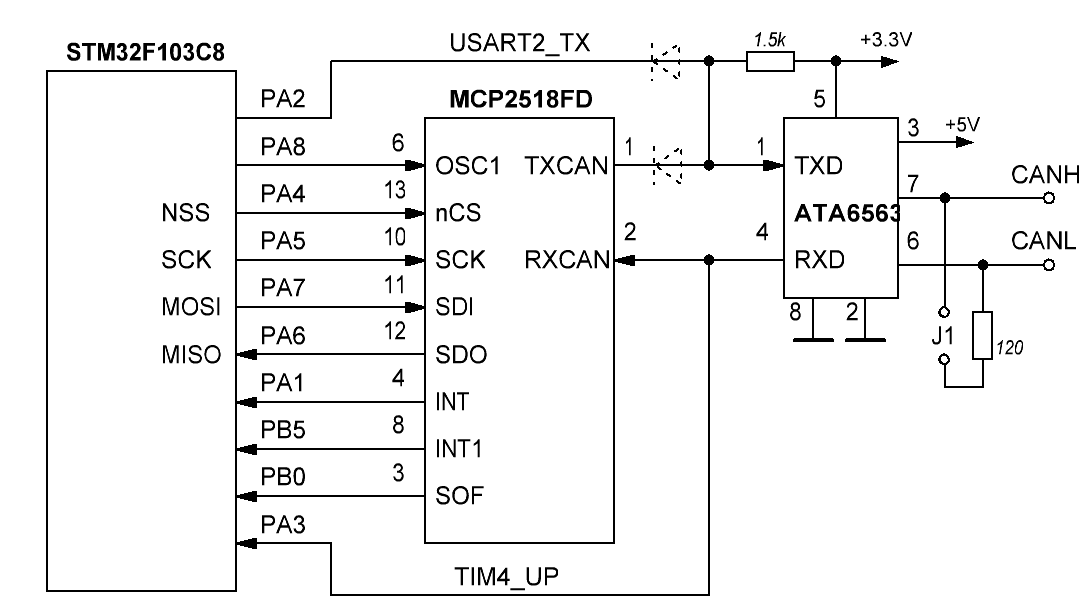 USART2_TX
1.5k
+3.3V
STM32F103C8
PA2
MCP2518FD
5
3
+5V
PA8
6
OSC1
TXCAN
1
1
TXD
7
CANH
NSS
PA4
13
nCS
ATA6563
SCK
PA5
10
SCK
RXCAN
2
4
RXD
6
CANL
MOSI
PA7
11
SDI
8
2
MISO
PA6
12
SDO
J1
120
PA1
4
INT
PB5
8
INT1
PB0
3
SOF
PA3
TIM4_UP